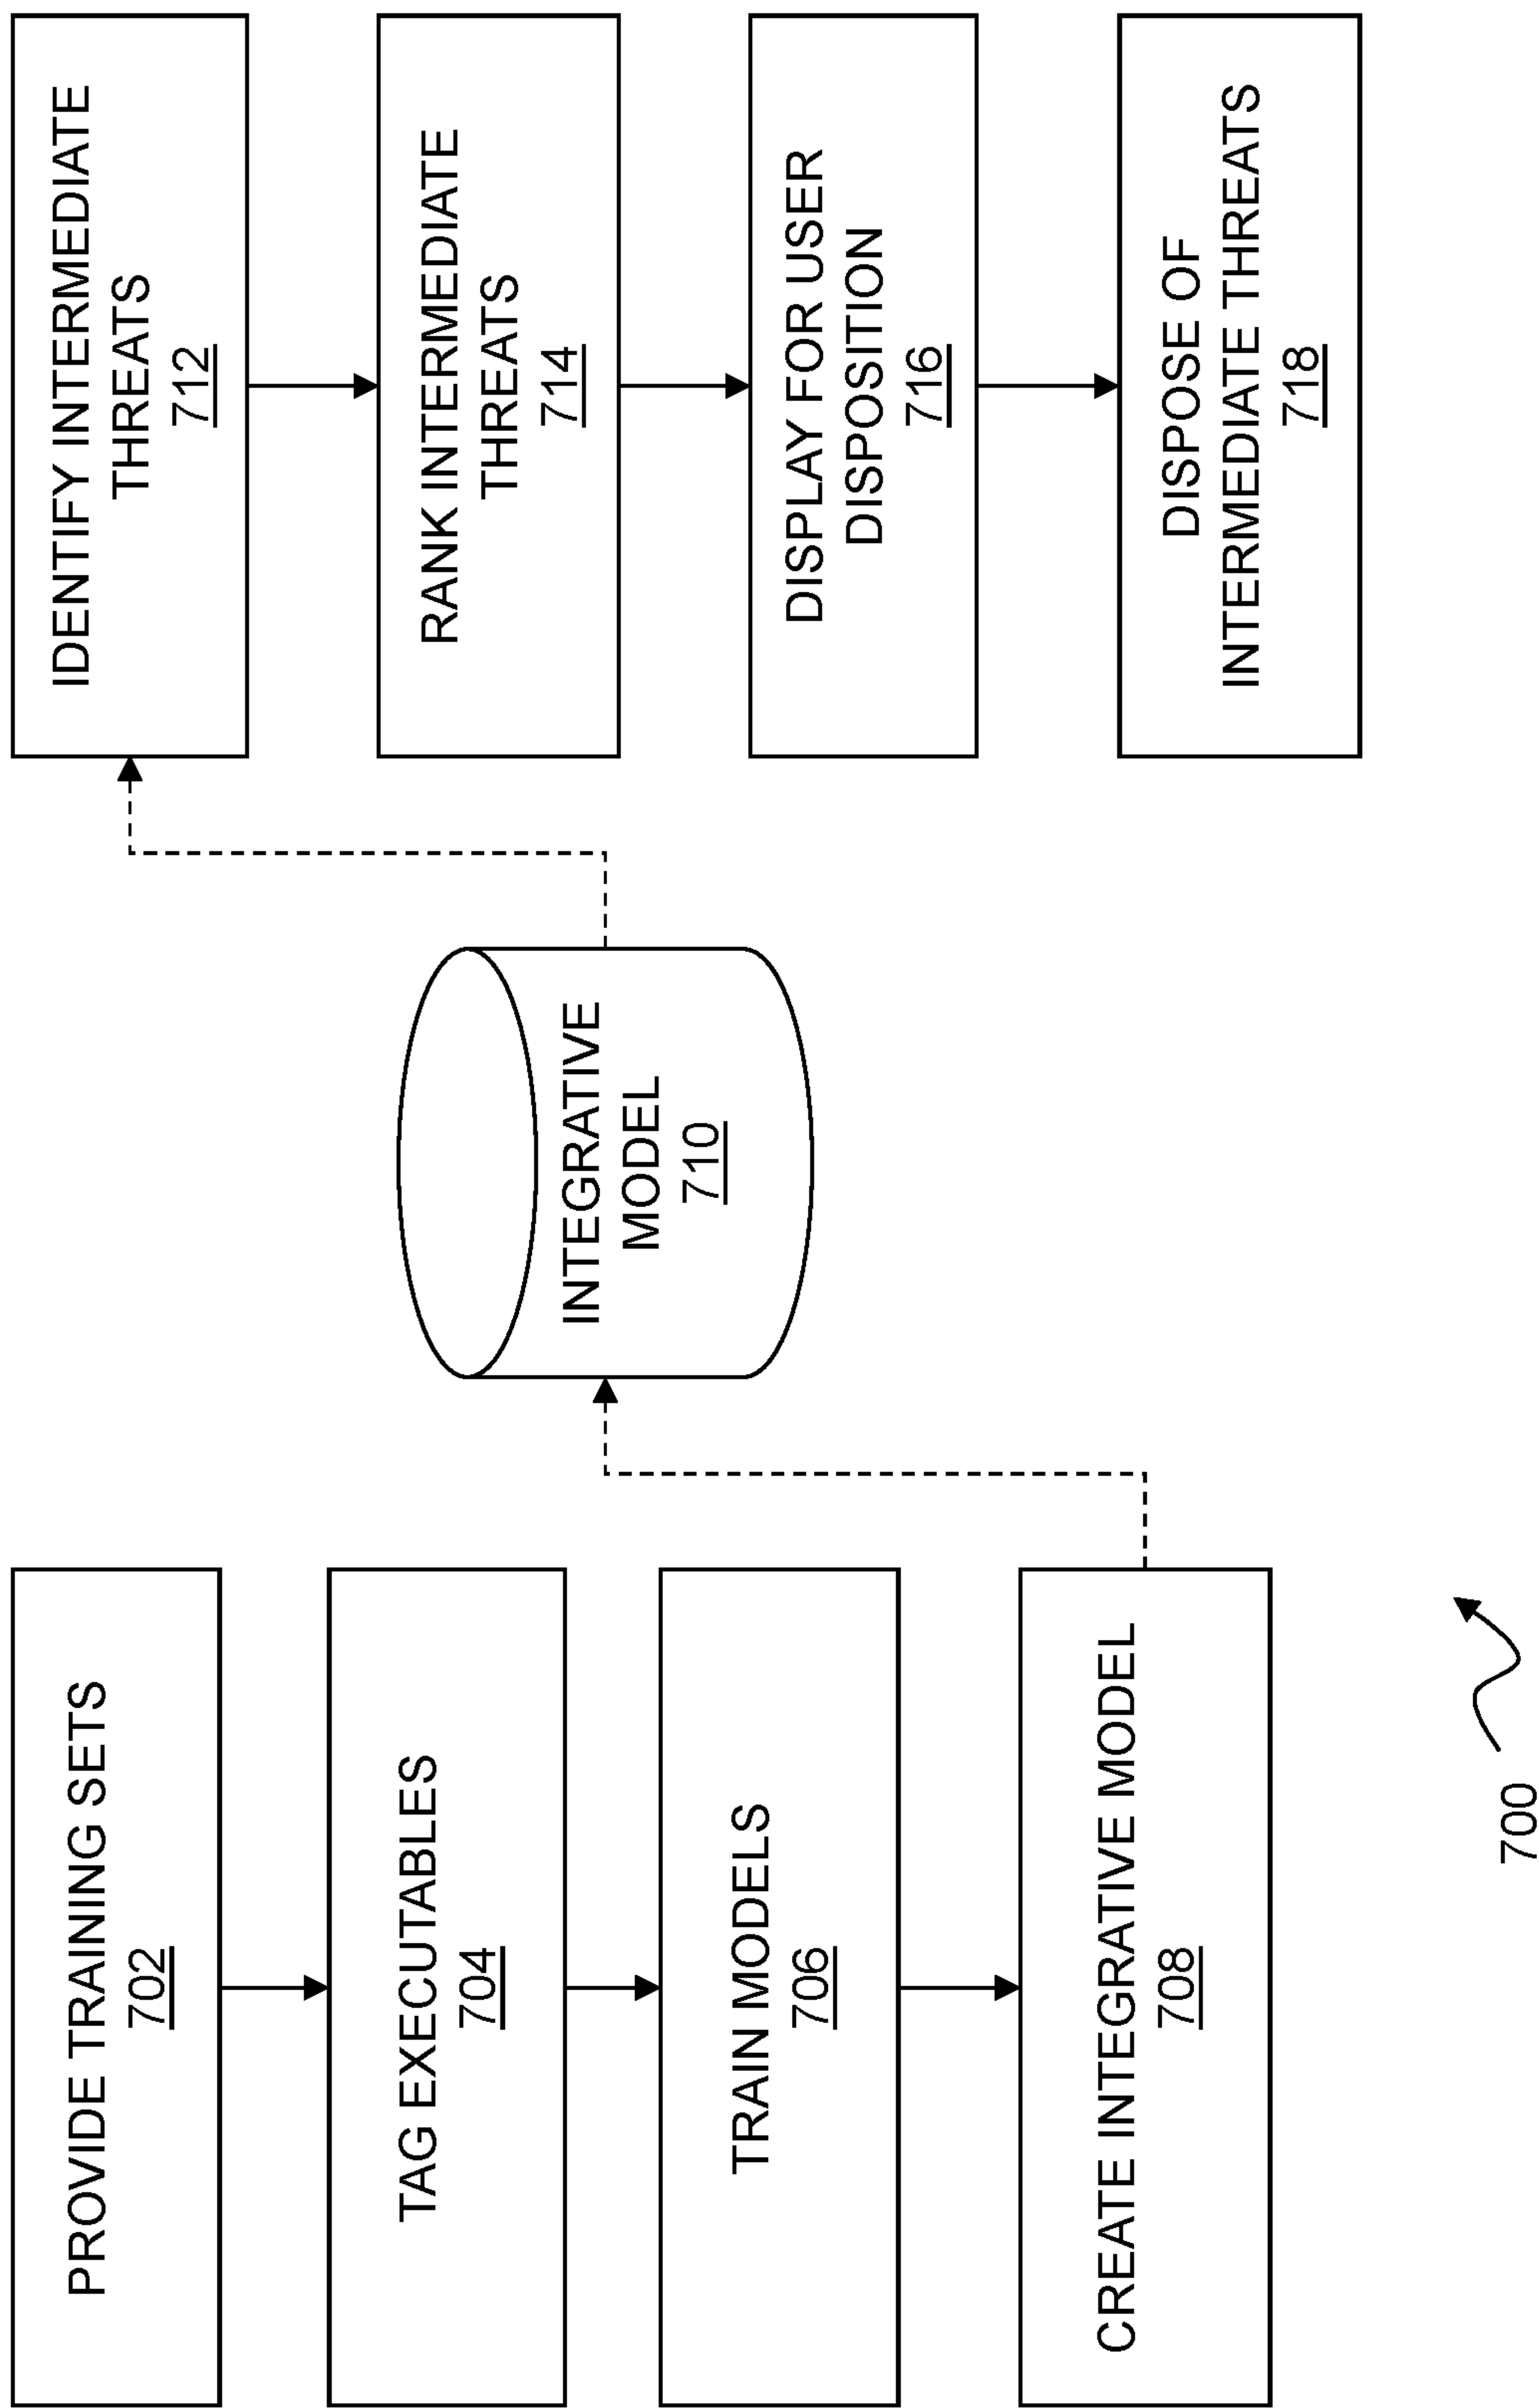 PROVIDE TRAINING SETS
702
TAG EXECUTABLES
704
TRAIN MODELS
706
CREATE INTEGRATIVE MODEL
708
INTEGRATIVE
MODEL
710
IDENTIFY INTERMEDIATE
THREATS
712
RANK INTERMEDIATE
THREATS
714
DISPLAY FOR USER
DISPOSITION
716
DISPOSE OF
INTERMEDIATE THREATS
718
700